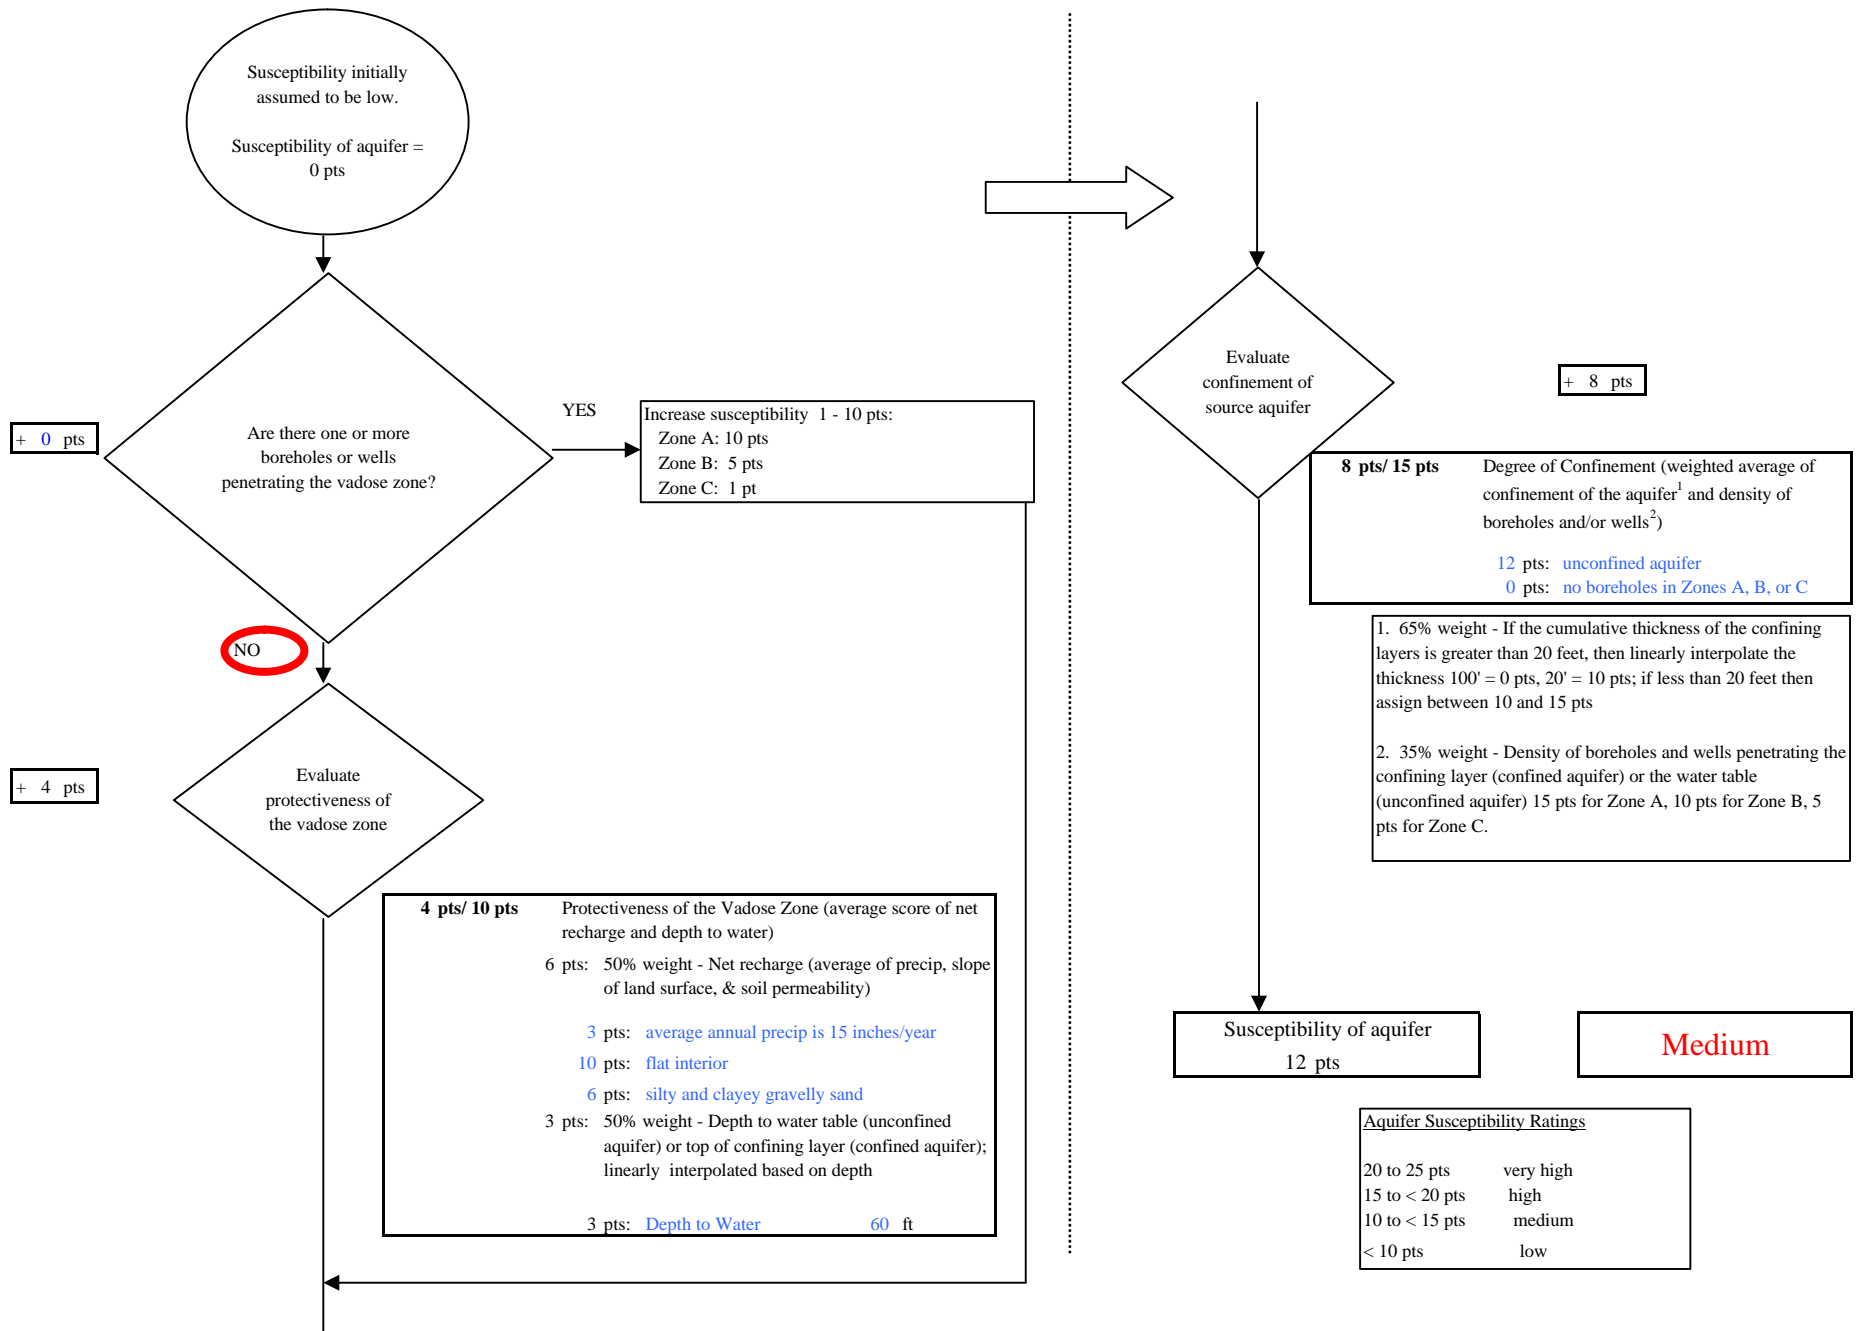 Susceptibility initially
assumed to be low.
Susceptibility of aquifer =
0 pts
+ 0 pts
Are there one or more
boreholes or wells
penetrating the vadose zone?
YES
Increase susceptibility 1 - 10 pts:
Zone A: 10 pts
Zone B: 5 pts
Zone C: 1 pt
NO
+ 4 pts
Evaluate
protectiveness of
the vadose zone
4 pts/ 10 pts Protectiveness of the Vadose Zone (average score of net
recharge and depth to water)
6 pts: 50% weight - Net recharge (average of precip, slope
of land surface, & soil permeability)
3 pts: average annual precip is 15 inches/year
10 pts: flat interior
6 pts: silty and clayey gravelly sand
3 pts: 50% weight - Depth to water table (unconfined
aquifer) or top of confining layer (confined aquifer);
linearly interpolated based on depth
3 pts: Depth to Water 60 ft
Evaluate
confinement of
source aquifer
+ 8 pts
8 pts/ 15 pts Degree of Confinement (weighted average of
confinement of the aquifer1 and density of
boreholes and/or wells2)
12 pts: unconfined aquifer
0 pts: no boreholes in Zones A, B, or C
1. 65% weight - If the cumulative thickness of the confining
layers is greater than 20 feet, then linearly interpolate the
thickness 100' = 0 pts, 20' = 10 pts; if less than 20 feet then
assign between 10 and 15 pts
2. 35% weight - Density of boreholes and wells penetrating the
confining layer (confined aquifer) or the water table
(unconfined aquifer) 15 pts for Zone A, 10 pts for Zone B, 5
pts for Zone C.
Susceptibility of aquifer
12 pts
Medium
Aquifer Susceptibility Ratings
20 to 25 pts very high
15 to < 20 pts high
10 to < 15 pts medium
< 10 pts low